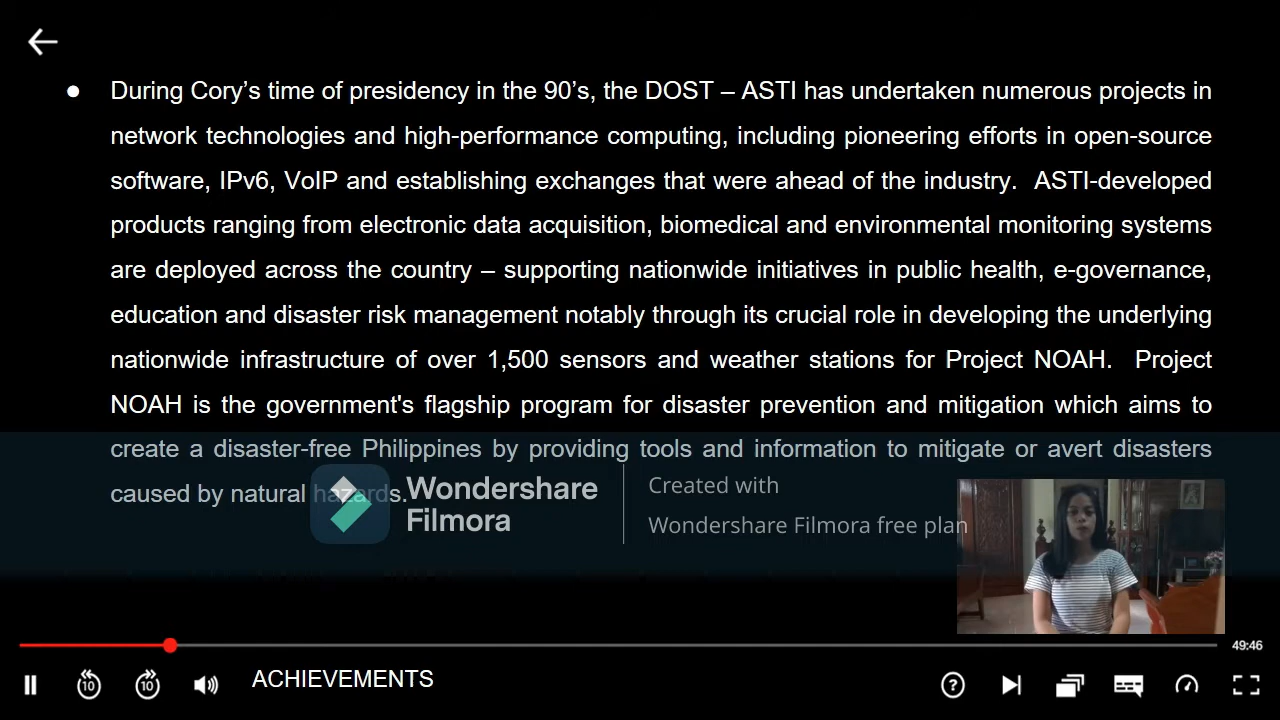 During Cory’s time of presidency in the 90’s, the DOST – ASTI has undertaken numerous projects in
network technologies and high-performance computing, including pioneering efforts in open-source
software, IPv6, VoIP and establishing exchanges that were ahead of the industry.  ASTI-developed
products ranging from electronic data acquisition, biomedical and environmental monitoring systems
are deployed across the country – supporting nationwide initiatives in public health, e-governance,
education and disaster risk management notably through its crucial role in developing the underlying
nationwide infrastructure of over 1,500 sensors and weather stations for Project NOAH.  Project
NOAH is the government's flagship program for disaster prevention and mitigation which aims to
create a disaster-free Philippines by providing tools and information to mitigate or avert disasters
caused by natural hazards.
Wondershare
Filmora
Created with
Wondershare Filmora free plan
49:46
10
10
ACHIEVEMENTS
?